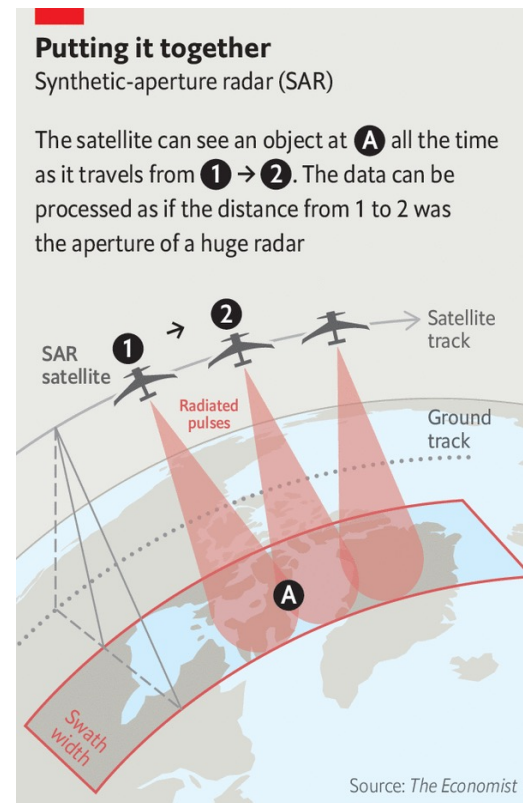 Putting it together
Synthetic-aperture radar (SAR)
The satellite can see an object at A all the time
as it travels from 1 → 2. The data can be
processed as if the distance from 1 to 2 was
the aperture of a huge radar
1 → 2
SAR
satellite
Satellite
track
Radiated
pulses
Ground
track
A
Swath
width
Source: The Economist